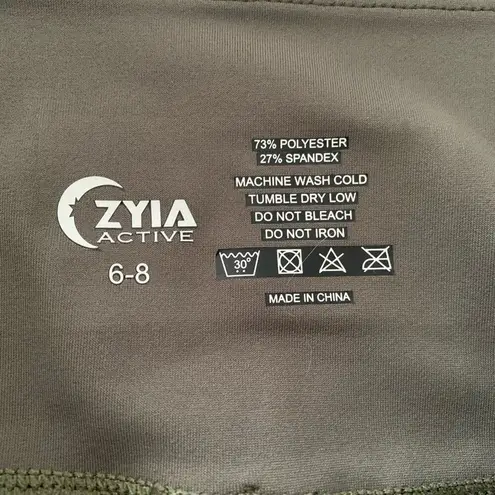 ZYIA
ACTIVE
6-8
73% POLYESTER
27% SPANDEX
MACHINE WASH COLD
TUMBLE DRY LOW
DO NOT BLEACH
DO NOT IRON
30°
MADE IN CHINA